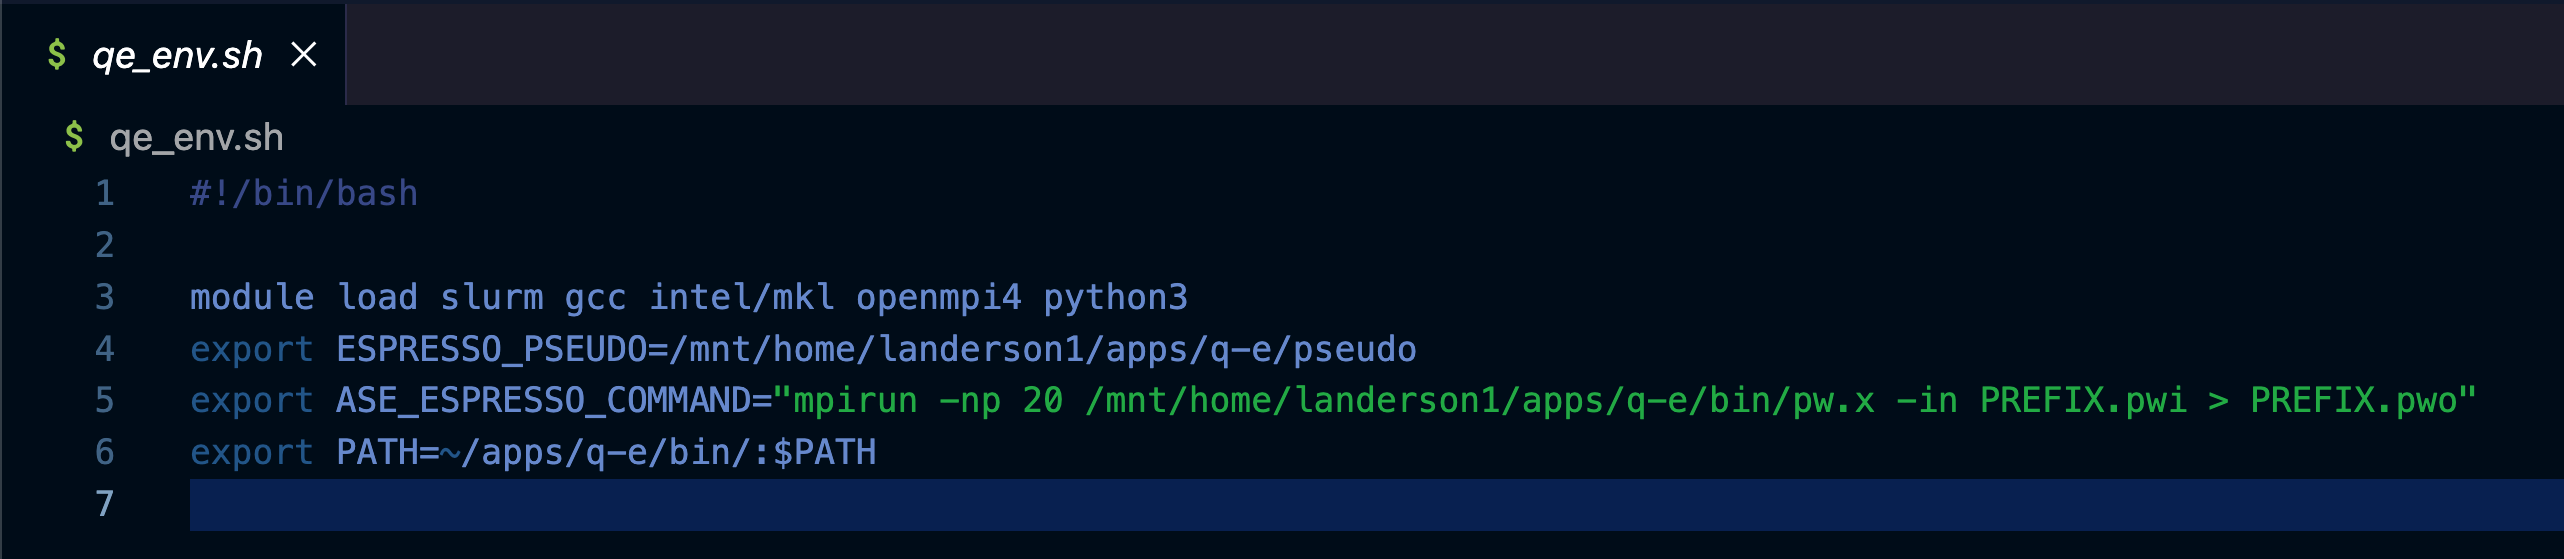 $ qe_env.sh ×
$ qe_env.sh
1 #!/bin/bash
2
3 module load slurm gcc intel/mkl openmpi4 python3
4 export ESPRESSO_PSEUDO=/mnt/home/landerson1/apps/q-e/pseudo
5 export ASE_ESPRESSO_COMMAND="mpirun -np 20 /mnt/home/landerson1/apps/q-e/bin/pw.x -in PREFIX.pwi > PREFIX.pwo"
6 export PATH=~/apps/q-e/bin/:$PATH
7